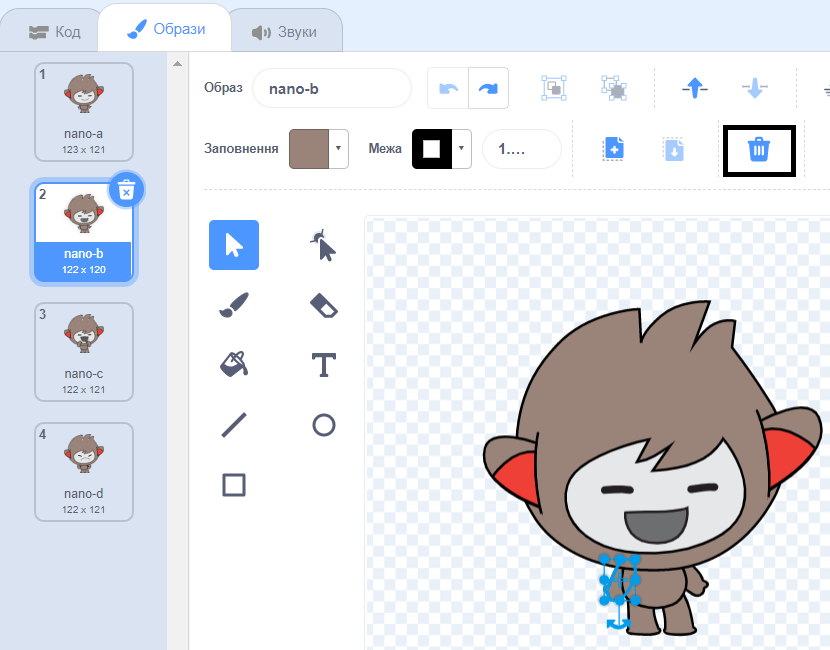 Код
Образи
Звуки
1
nano-a
123 x 121
2
nano-b
122 x 120
3
nano-c
122 x 121
4
nano-d
122 x 121
Образ
nano-b
Заповнення
Межа
1....
T